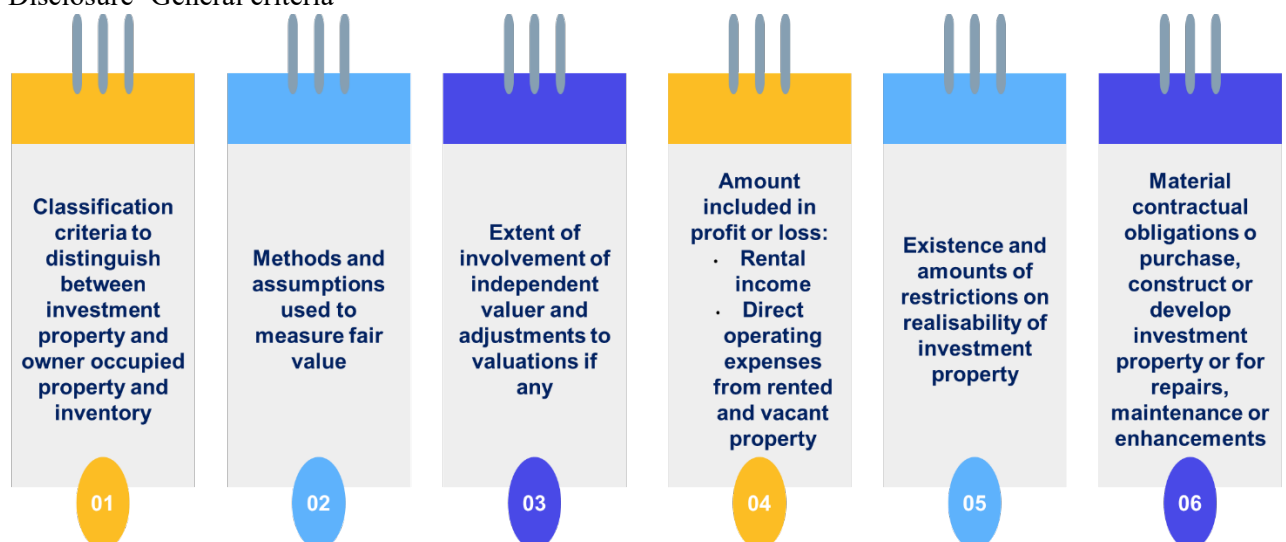 Disclosure- General criteria
Classification
criteria to
distinguish
between
investment
property and
owner occupied
property and
inventory
01
Methods and
assumptions
used to
measure fair
value
02
Extent of
involvement of
independent
valuer and
adjustments to
valuations if
any
03
Amount
included in
profit or loss:
· Rental
income
· Direct
operating
expenses
from rented
and vacant
property
04
Existence and
amounts of
restrictions on
realisability of
investment
property
05
Material
contractual
obligations o
purchase,
construct or
develop
investment
property or for
repairs,
maintenance or
enhancements
06